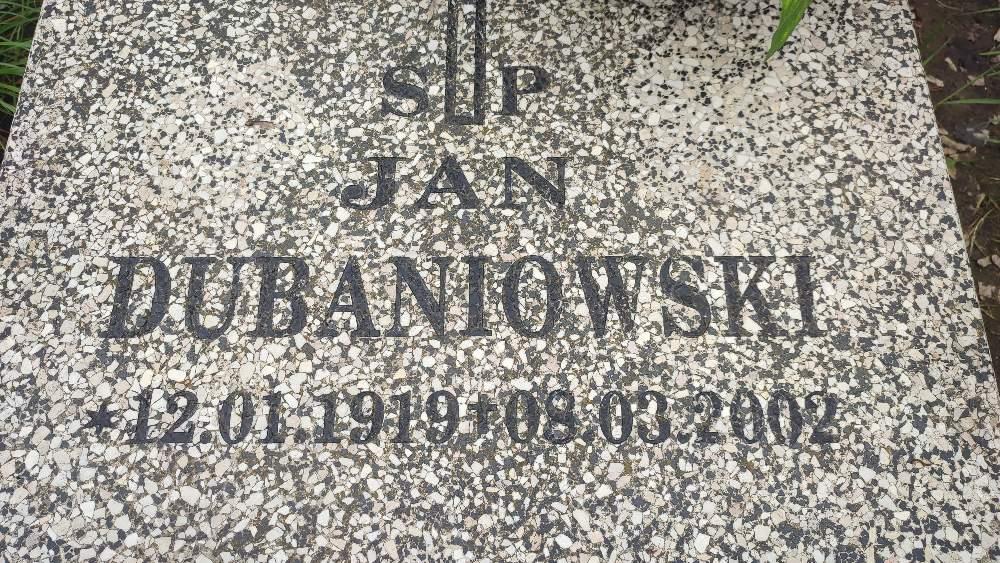 S P
JAN
DUBANIOWSKI
★12.01.1919†08.03.2002